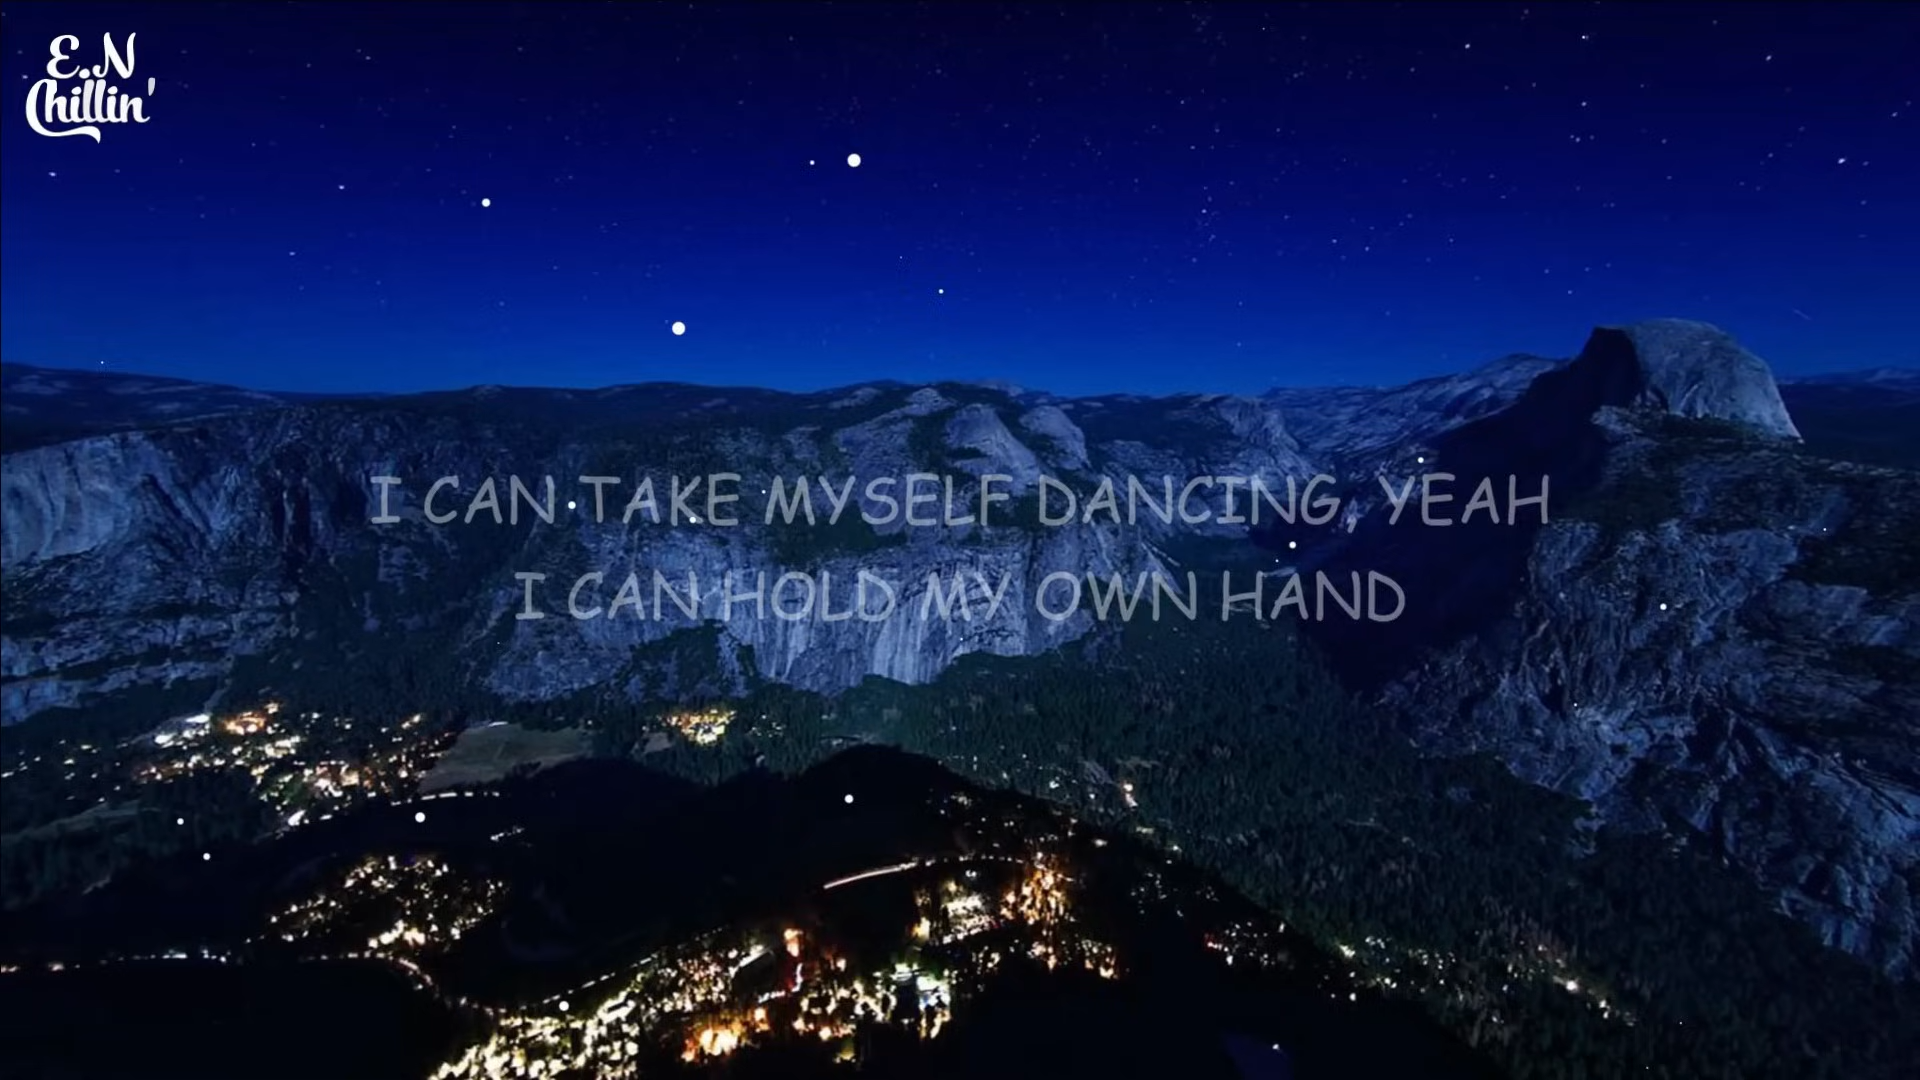 E.N
Chillin'
I CAN TAKE MYSELF DANCING, YEAH
I CAN HOLD MY OWN HAND